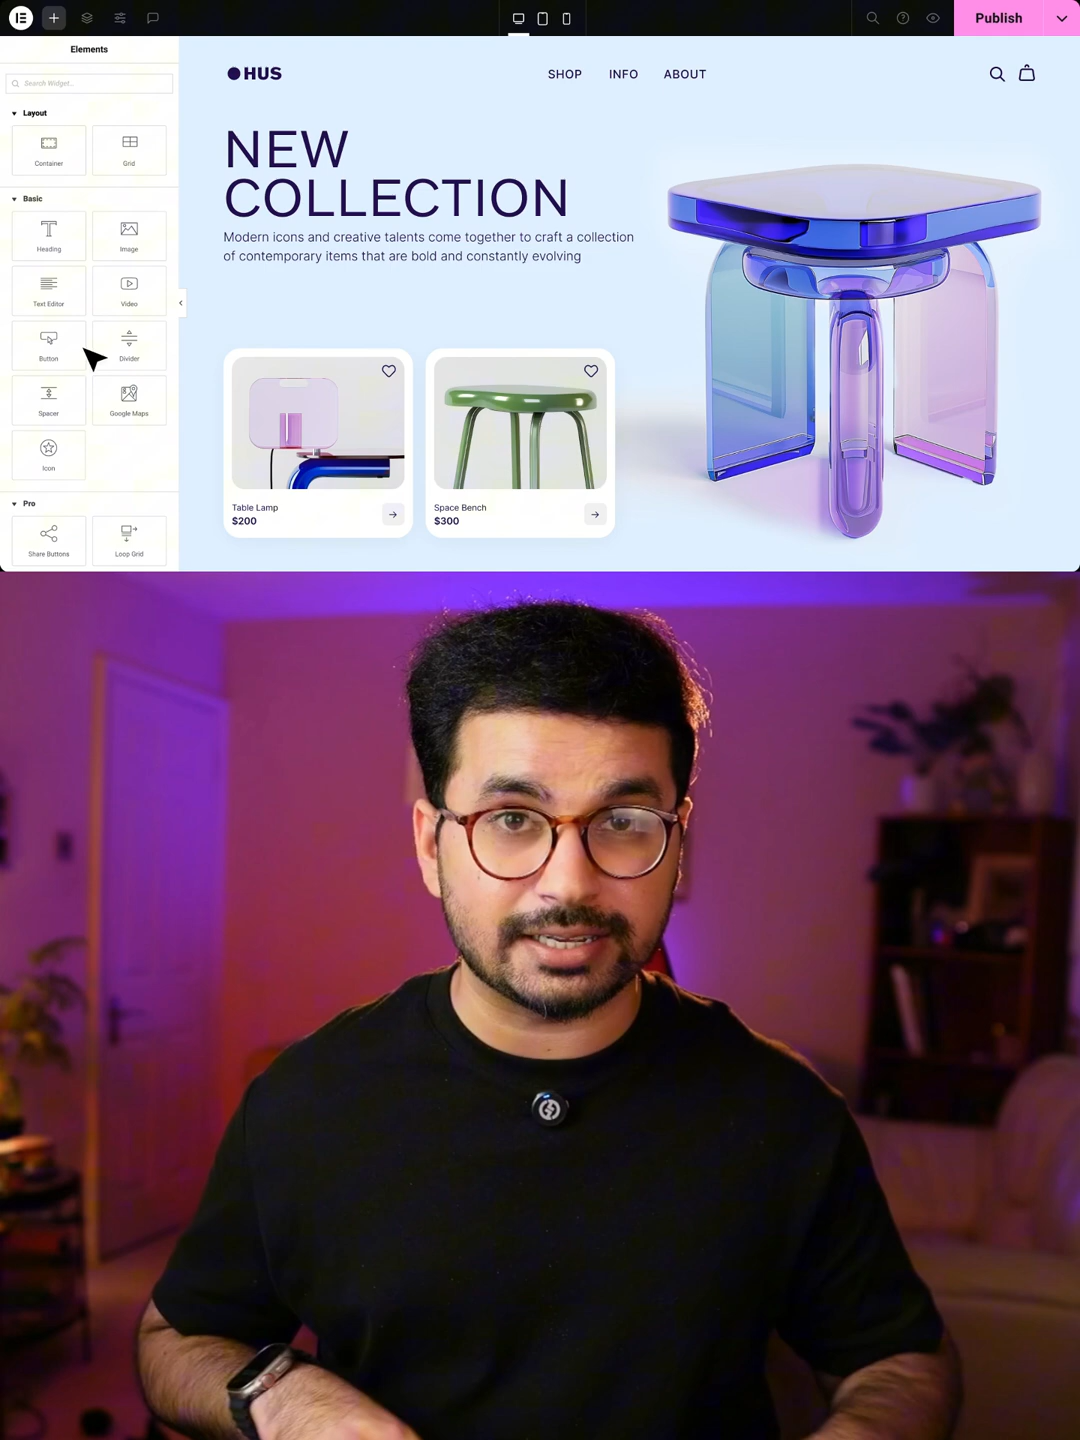 Publish
Elements
Search Widget...
Layout
Container
Grid
Basic
Heading
Image
Text Editor
Video
Button
Divider
Spacer
Google Maps
Icon
Pro
Share Buttons
Loop Grid
HUS
SHOP
INFO
ABOUT
NEW
COLLECTION
Modern icons and creative talents come together to craft a collection
of contemporary items that are bold and constantly evolving
Table Lamp
$200
Space Bench
$300